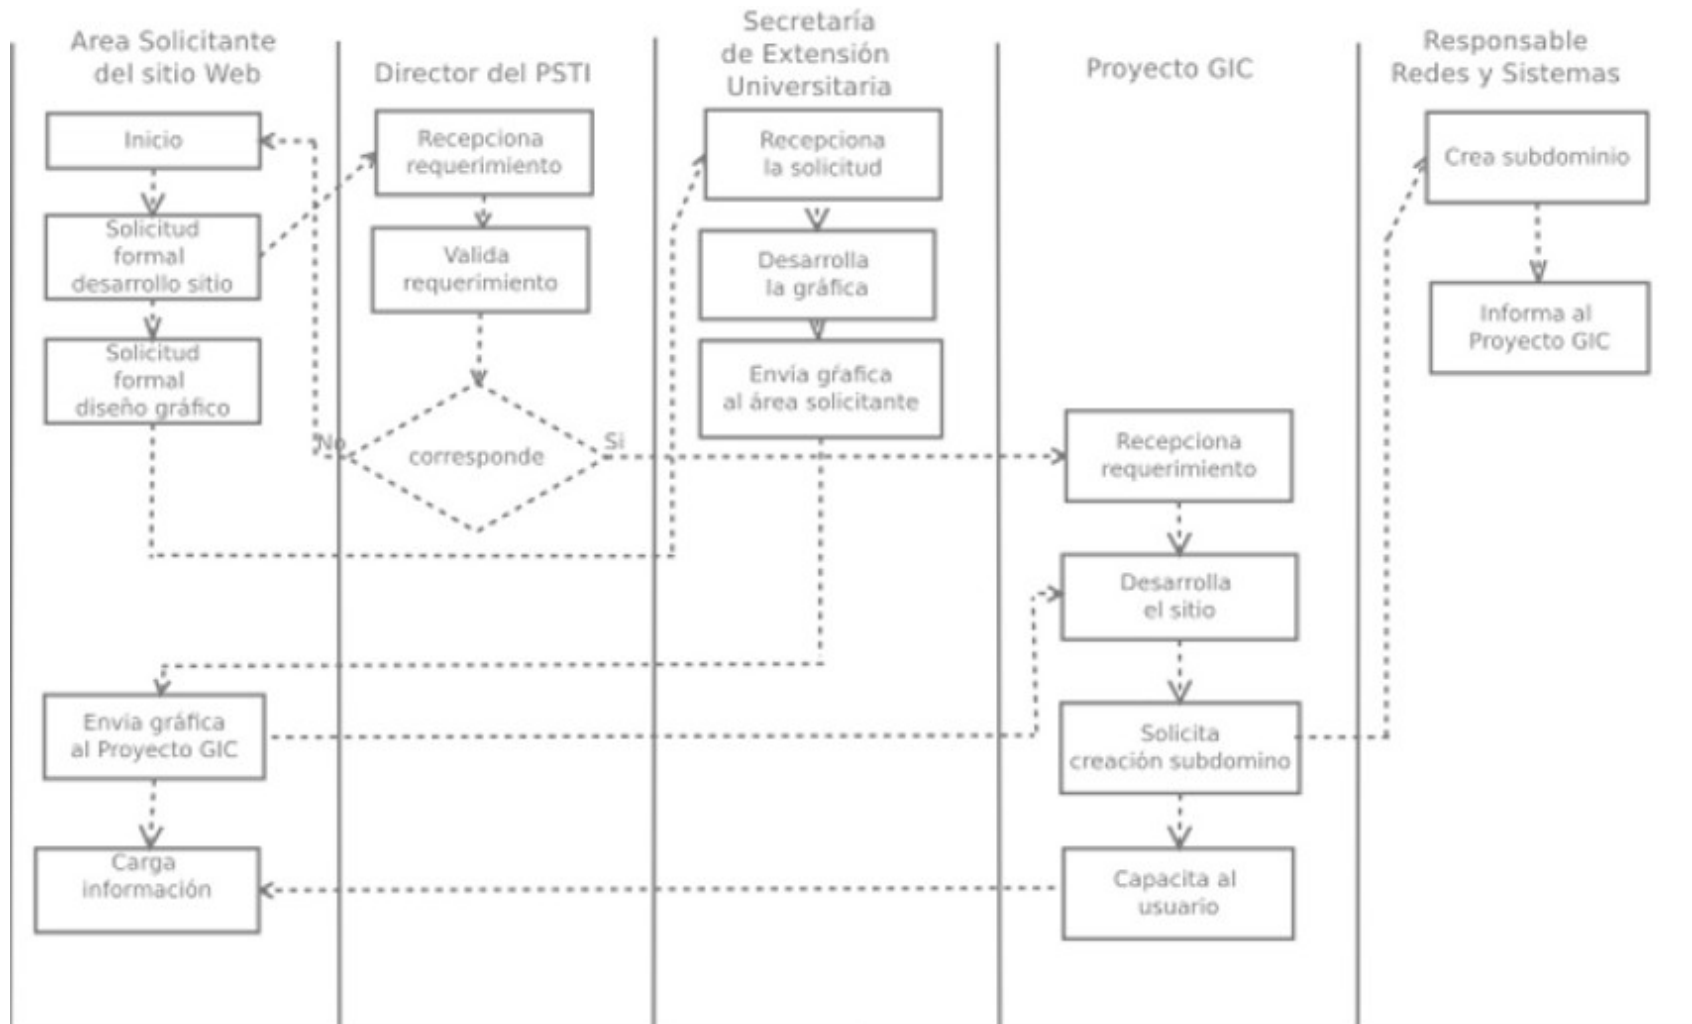 Area Solicitante
del sitio Web
Inicio
Solicitud
formal
desarrollo sitio
Solicitud
formal
diseño gráfico
Envia gráfica
al Proyecto GIC
Carga
información
Director del PSTI
Recepciona
requerimiento
Valida
requerimiento
No
corresponde
Si
Secretaría
de Extensión
Universitaria
Recepciona
la solicitud
Desarrolla
la gráfica
Envía gŕafica
al área solicitante
Proyecto GIC
Recepciona
requerimiento
Desarrolla
el sitio
Solicita
creación subdomino
Capacita al
usuario
Responsable
Redes y Sistemas
Crea subdominio
Informa al
Proyecto GIC